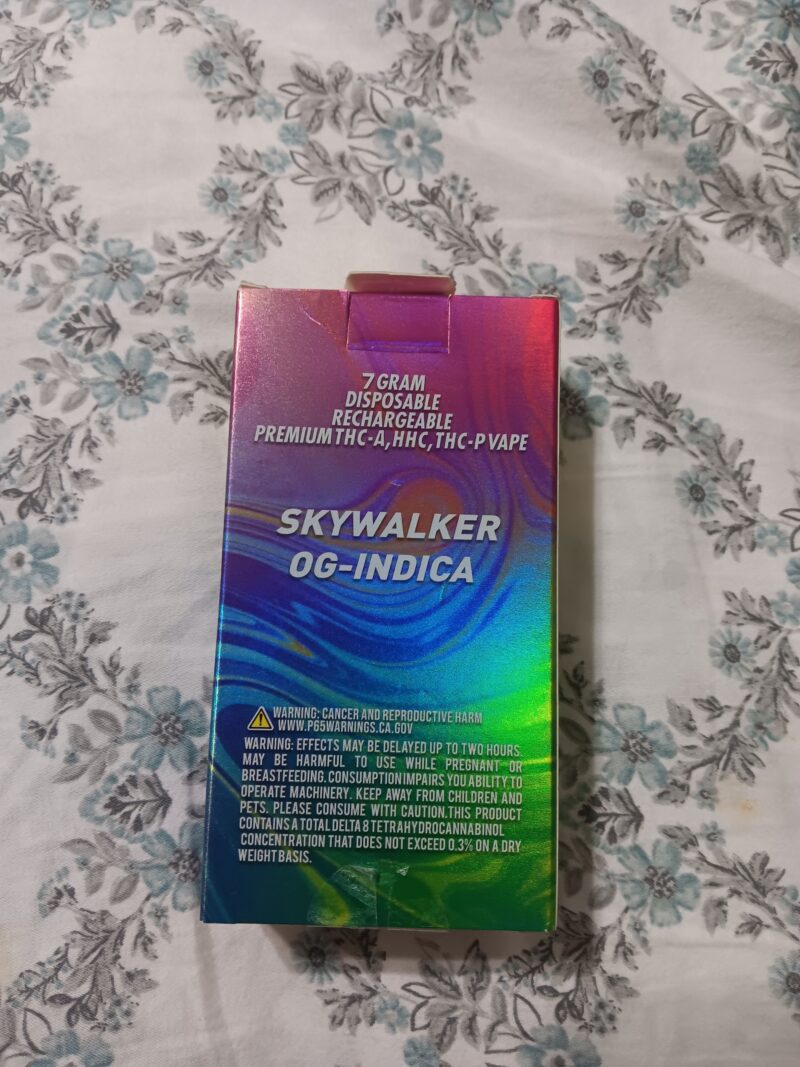 7 GRAM
DISPOSABLE
RECHARGEABLE
PREMIUM THC-A, HHC, THC-P VAPE
SKYWALKER
OG-INDICA
WARNING: CANCER AND REPRODUCTIVE HARM
WWW.P65WARNINGS.CA.GOV
WARNING: EFFECTS MAY BE DELAYED UP TO TWO HOURS.
MAY BE HARMFUL TO USE WHILE PREGNANT OR
BREASTFEEDING. CONSUMPTION IMPAIRS YOU ABILITY TO
OPERATE MACHINERY. KEEP AWAY FROM CHILDREN AND
PETS. PLEASE CONSUME WITH CAUTION.THIS PRODUCT
CONTAINS A TOTAL DELTA 8 TETRAHYDROCANNABINOL
CONCENTRATION THAT DOES NOT EXCEED 0.3% ON A DRY
WEIGHT BASIS.